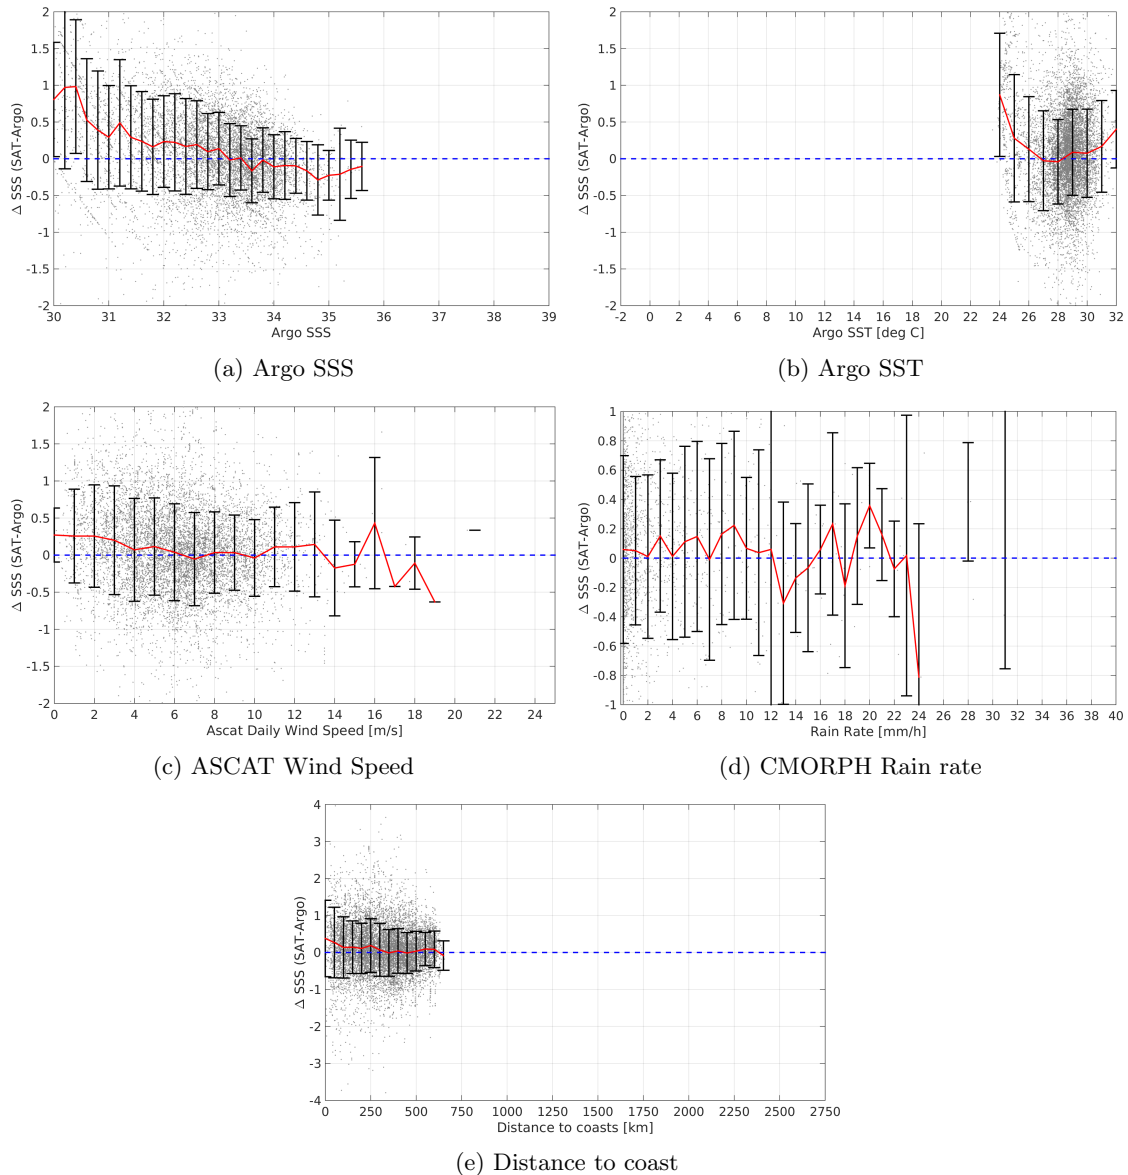 2
1.5
1
0.5
0
-0.5
-1
-1.5
-2
Δ SSS (SAT-Argo)
30 31 32 33 34 35 36 37 38 39
Argo SSS
(a) Argo SSS
2
1.5
1
0.5
0
-0.5
-1
-1.5
-2
Δ SSS (SAT-Argo)
-2 0 2 4 6 8 10 12 14 16 18 20 22 24 26 28 30 32
Argo SST [deg C]
(b) Argo SST
2
1.5
1
0.5
0
-0.5
-1
-1.5
-2
Δ SSS (SAT-Argo)
0 2 4 6 8 10 12 14 16 18 20 22 24
Ascat Daily Wind Speed [m/s]
(c) ASCAT Wind Speed
1
0.8
0.6
0.4
0.2
0
-0.2
-0.4
-0.6
-0.8
-1
Δ SSS (SAT-Argo)
0 2 4 6 8 10 12 14 16 18 20 22 24 26 28 30 32 34 36 38 40
Rain Rate [mm/h]
(d) CMORPH Rain rate
4
3
2
1
0
-1
-2
-3
-4
Δ SSS (SAT-Argo)
0 250 500 750 1000 1250 1500 1750 2000 2250 2500 2750
Distance to coasts [km]
(e) Distance to coast